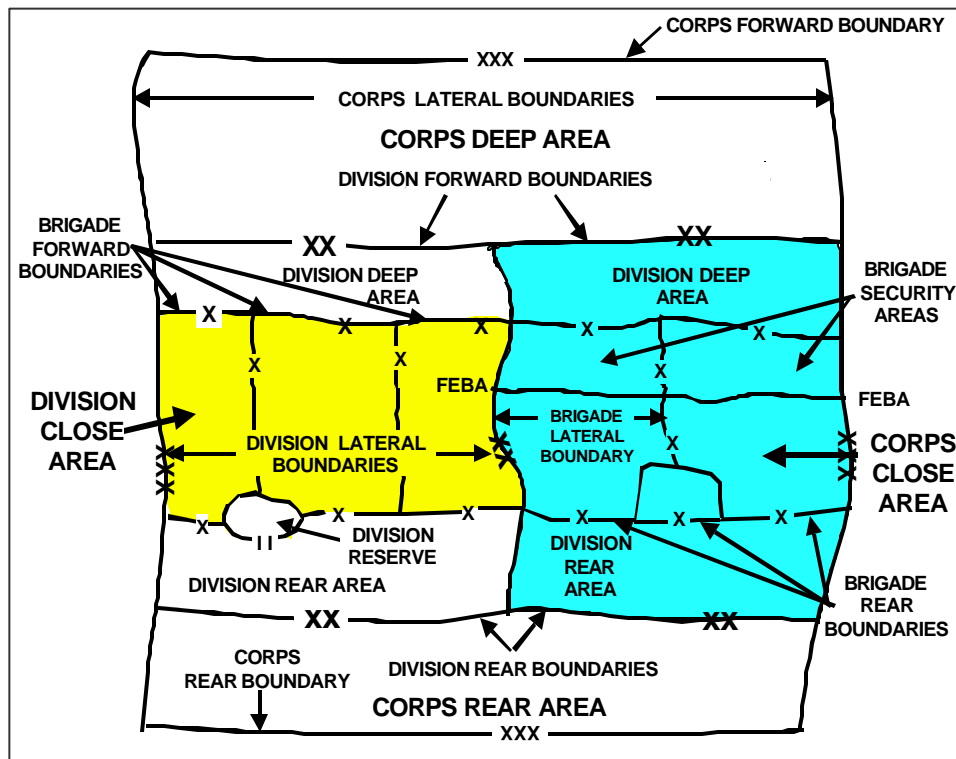 CORPS FORWARD BOUNDARY
XXX
CORPS LATERAL BOUNDARIES
CORPS DEEP AREA
DIVISION FORWARD BOUNDARIES
BRIGADE
FORWARD
BOUNDARIES
XX
XX
DIVISION DEEP
AREA
DIVISION DEEP
AREA
BRIGADE
SECURITY
AREAS
X
X
X
X
X
X
X
X
FEBA
FEBA
DIVISION
CLOSE
AREA
DIVISION LATERAL
BOUNDARIES
BRIGADE
LATERAL
BOUNDARY
X
XXX
XX
XXX
CORPS
CLOSE
AREA
X
X
X
X
X
X
II
DIVISION
RESERVE
DIVISION
REAR
AREA
DIVISION REAR AREA
BRIGADE
REAR
BOUNDARIES
XX
XX
CORPS
REAR BOUNDARY
DIVISION REAR BOUNDARIES
CORPS REAR AREA
XXX